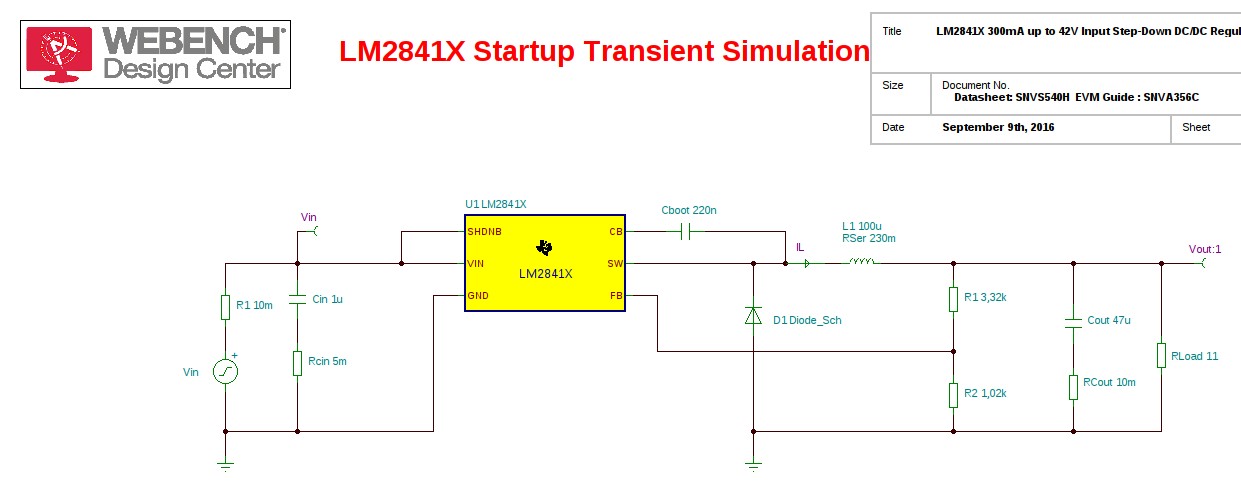 WEBENCH®
Design Center
LM2841X Startup Transient Simulation
Title LM2841X 300mA up to 42V Input Step-Down DC/DC Regul
Size Document No.
Datasheet: SNVS540H EVM Guide : SNVA356C
Date September 9th, 2016 Sheet
U1 LM2841X
Cboot 220n
Vin
SHDNB
CB
L1 100u
RSer 230m
IL
Vout:1
VIN
SW
LM2841X
GND
FB
R1 10m
Cin 1u
R1 3,32k
D1 Diode_Sch
Cout 47u
Rcin 5m
RLoad 11
+
Vin
R2 1,02k
RCout 10m